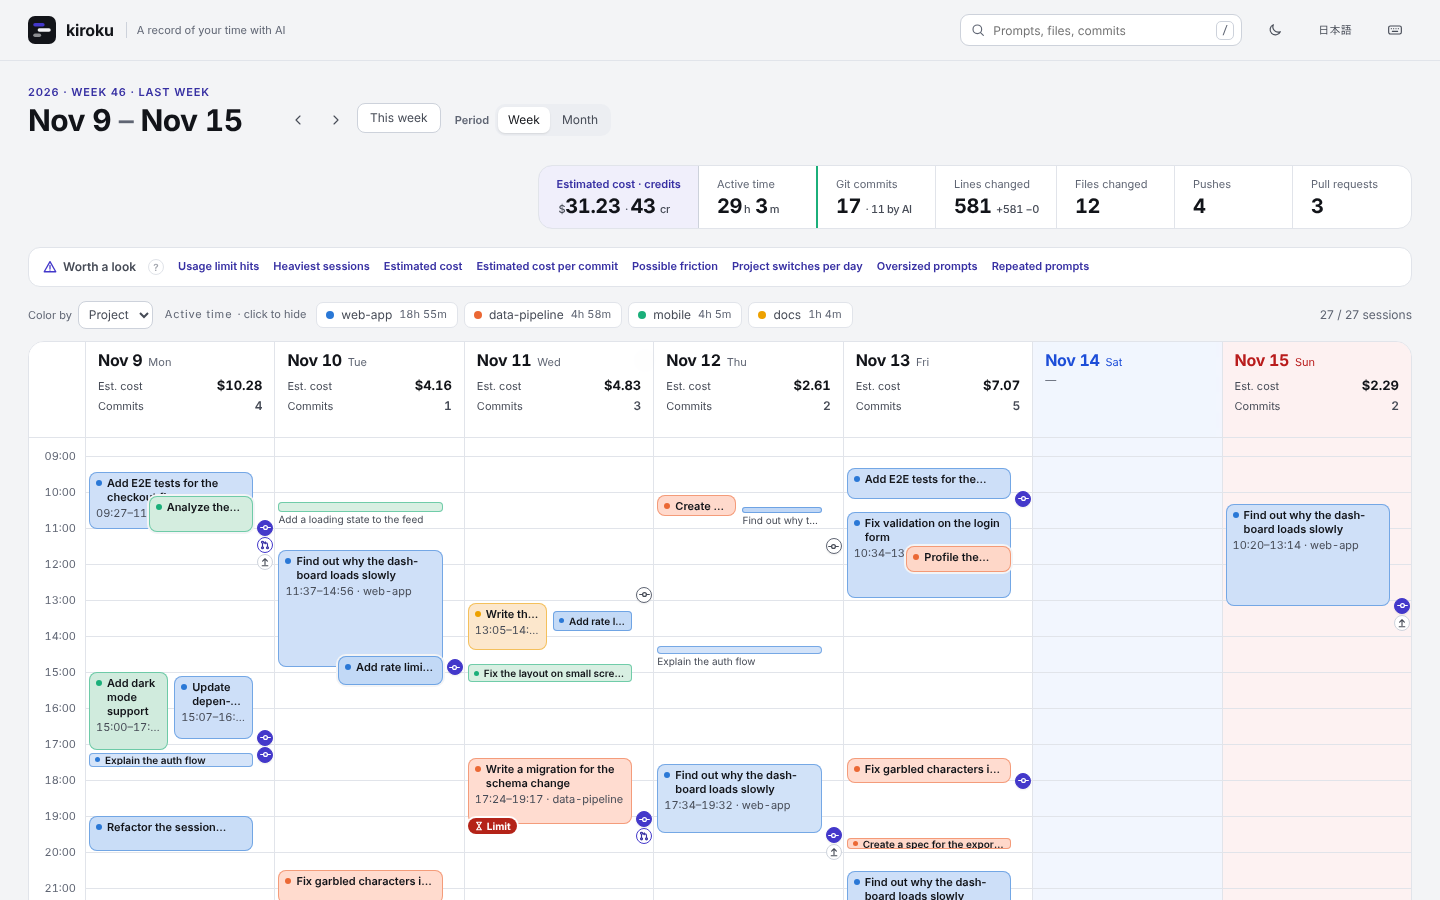 kiroku
A record of your time with AI
Prompts, files, commits
/
日本語
2026 · WEEK 46 · LAST WEEK
Nov 9 – Nov 15
This week
Period
Week
Month
Estimated cost · credits
$31.23 · 43 cr
Active time
29h 3m
Git commits
17 · 11 by AI
Lines changed
581 +581 −0
Files changed
12
Pushes
4
Pull requests
3
Worth a look
?
Usage limit hits
Heaviest sessions
Estimated cost
Estimated cost per commit
Possible friction
Project switches per day
Oversized prompts
Repeated prompts
Color by
Project
Active time · click to hide
web-app 18h 55m
data-pipeline 4h 58m
mobile 4h 5m
docs 1h 4m
27 / 27 sessions
Nov 9 Mon
Est. cost $10.28
Commits 4
Nov 10 Tue
Est. cost $4.16
Commits 1
Nov 11 Wed
Est. cost $4.83
Commits 3
Nov 12 Thu
Est. cost $2.61
Commits 2
Nov 13 Fri
Est. cost $7.07
Commits 5
Nov 14 Sat
—
Nov 15 Sun
Est. cost $2.29
Commits 2
09:00
10:00
11:00
12:00
13:00
14:00
15:00
16:00
17:00
18:00
19:00
20:00
21:00
Add E2E tests for the
checkout
09:27–11
Analyze the…
Add dark
mode
support
15:00–17:…
Update
depen-…
15:07–16:…
Explain the auth flow
Refactor the session…
Add a loading state to the feed
Find out why the dash-
board loads slowly
11:37–14:56 · web-app
Add rate limi…
Fix garbled characters i…
Write th…
13:05–14:…
Add rate l…
Fix the layout on small scre…
Write a migration for the
schema change
17:24–19:17 · data-pipeline
Limit
Create …
Find out why t…
Explain the auth flow
Find out why the dash-
board loads slowly
17:34–19:32 · web-app
Add E2E tests for the…
Fix validation on the login
form
10:34–13
Profile the…
Fix garbled characters i…
Create a spec for the expor…
Find out why the dash-
board loads slowly
Find out why the dash-
board loads slowly
10:20–13:14 · web-app